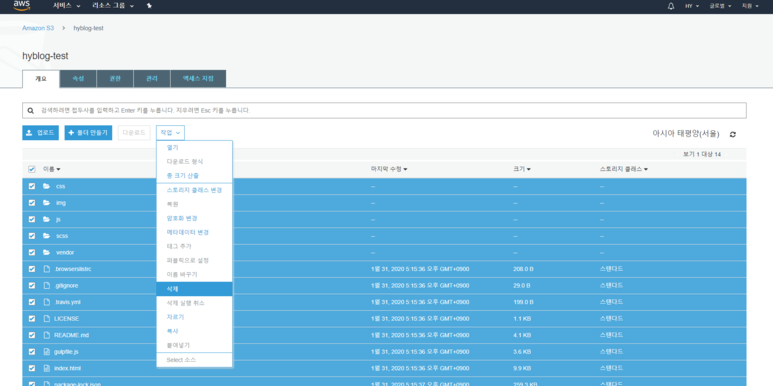 aws 서비스 리소스 그룹 HY 글로벌 지원
Amazon S3 > hyblog-test
hyblog-test
개요 속성 권한 관리 액세스 지점
검색하려면 접두사를 입력하고 Enter 키를 누릅니다. 지우려면 Esc 키를 누릅니다.
업로드 + 폴더 만들기 다운로드 작업 아시아 태평양(서울)
보기 1 대상 14
이름 마지막 수정 크기 스토리지 클래스
열기
다운로드 형식
총 크기 산출
스토리지 클래스 변경
복원
암호화 변경
메타데이터 변경
태그 추가
퍼블릭으로 설정
이름 바꾸기
삭제
삭제 실행 취소
자르기
복사
붙여넣기
Select 소스
css -- -- --
img -- -- --
js -- -- --
scss -- -- --
vendor -- -- --
.browserslistrc 1월 31, 2020 5:15:36 오후 GMT+0900 208.0 B 스탠다드
.gitignore 1월 31, 2020 5:15:36 오후 GMT+0900 29.0 B 스탠다드
.travis.yml 1월 31, 2020 5:15:36 오후 GMT+0900 199.0 B 스탠다드
LICENSE 1월 31, 2020 5:15:36 오후 GMT+0900 1.1 KB 스탠다드
README.md 1월 31, 2020 5:15:36 오후 GMT+0900 4.1 KB 스탠다드
gulpfile.js 1월 31, 2020 5:15:36 오후 GMT+0900 3.6 KB 스탠다드
index.html 1월 31, 2020 5:15:36 오후 GMT+0900 9.9 KB 스탠다드
package-lock.json 1월 31, 2020 5:15:37 오후 GMT+0900 259.3 KB 스탠다드